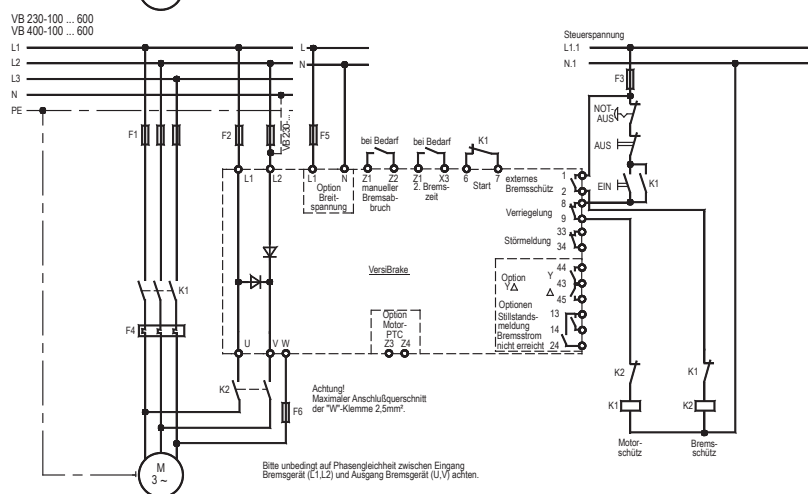 VB 230-100 ... 600
VB 400-100 ... 600
L1
L2
L3
N
PE
L
N
Steuerspannung
L1.1
N.1
F1
F2
VB 230-...
F5
F3
NOT-
AUS
AUS
EIN
K1
bei Bedarf
bei Bedarf
K1
L1
L2
L1
N
Z1
Z2
Z1
X3
6
7
Option
Breit-
spannung
manueller
Bremsab-
bruch
2. Brems-
zeit
Start
externes
Bremsschütz
1
2
8
Verriegelung
9
33
Störmeldung
34
VersiBrake
Option
Y Δ
Y
Δ
44
43
45
Optionen
Stillstands-
meldung
Bremsstrom
nicht erreicht
13
14
24
K1
F4
Option
Motor-
PTC
Z3 Z4
U
V
W
K2
F6
Achtung!
Maximaler Anschlußquerschnitt
der "W"-Klemme 2,5mm².
K2
K1
K1
K2
Motor-
schütz
Brems-
schütz
M
3 ~
Bitte unbedingt auf Phasengleichheit zwischen Eingang
Bremsgerät (L1,L2) und Ausgang Bremsgerät (U,V) achten.